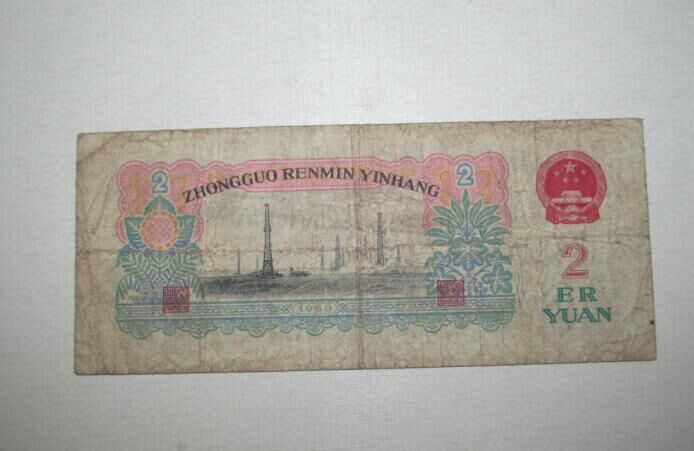 2
2
ZHONGGUO RENMIN YINHANG
1960
2
ER
YUAN